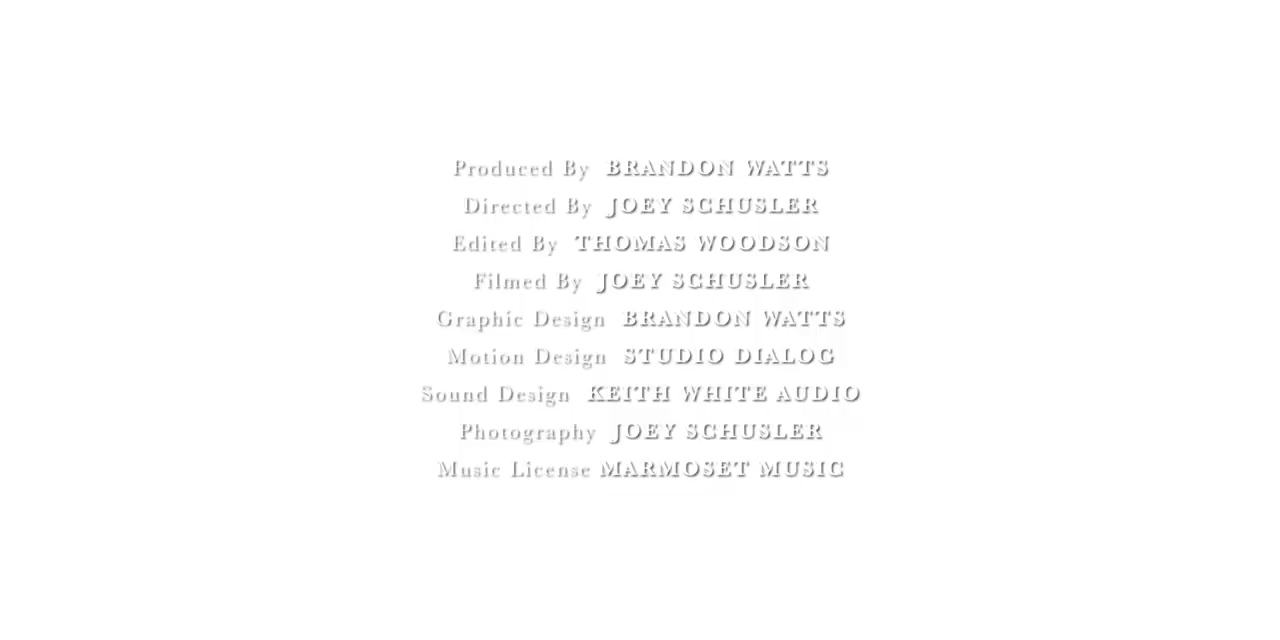 Produced By BRANDON WATTS
Directed By JOEY SCHUSLER
Edited By THOMAS WOODSON
Filmed By JOEY SCHUSLER
Graphic Design BRANDON WATTS
Motion Design STUDIO DIALOG
Sound Design KEITH WHITE AUDIO
Photography JOEY SCHUSLER
Music License MARMOSET MUSIC